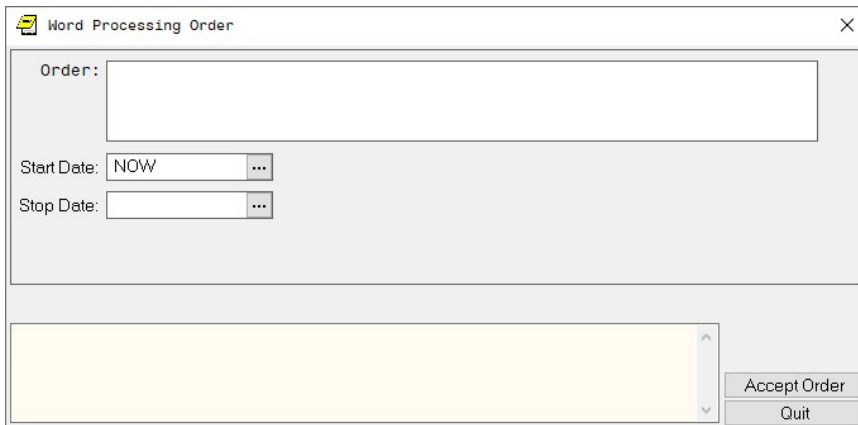 Word Processing Order
Order:
Start Date: NOW ...
Stop Date: ...
Accept Order
Quit